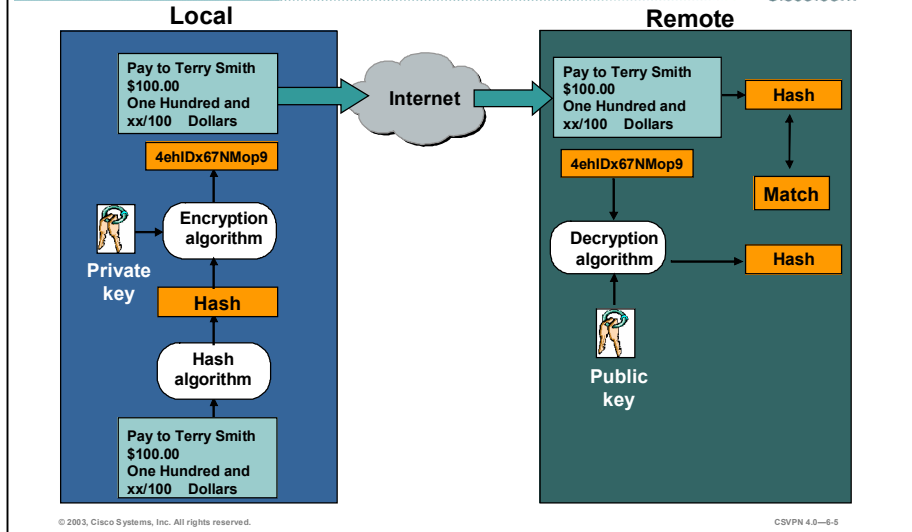 Local
Remote
Pay to Terry Smith
$100.00
One Hundred and
xx/100 Dollars
Internet
Pay to Terry Smith
$100.00
One Hundred and
xx/100 Dollars
Hash
4ehIDx67NMop9
4ehIDx67NMop9
Match
Encryption
algorithm
Decryption
algorithm
Hash
Private
key
Hash
Public
key
Hash
algorithm
Pay to Terry Smith
$100.00
One Hundred and
xx/100 Dollars
© 2003, Cisco Systems, Inc. All rights reserved.
CSVPN 4.0—6-5